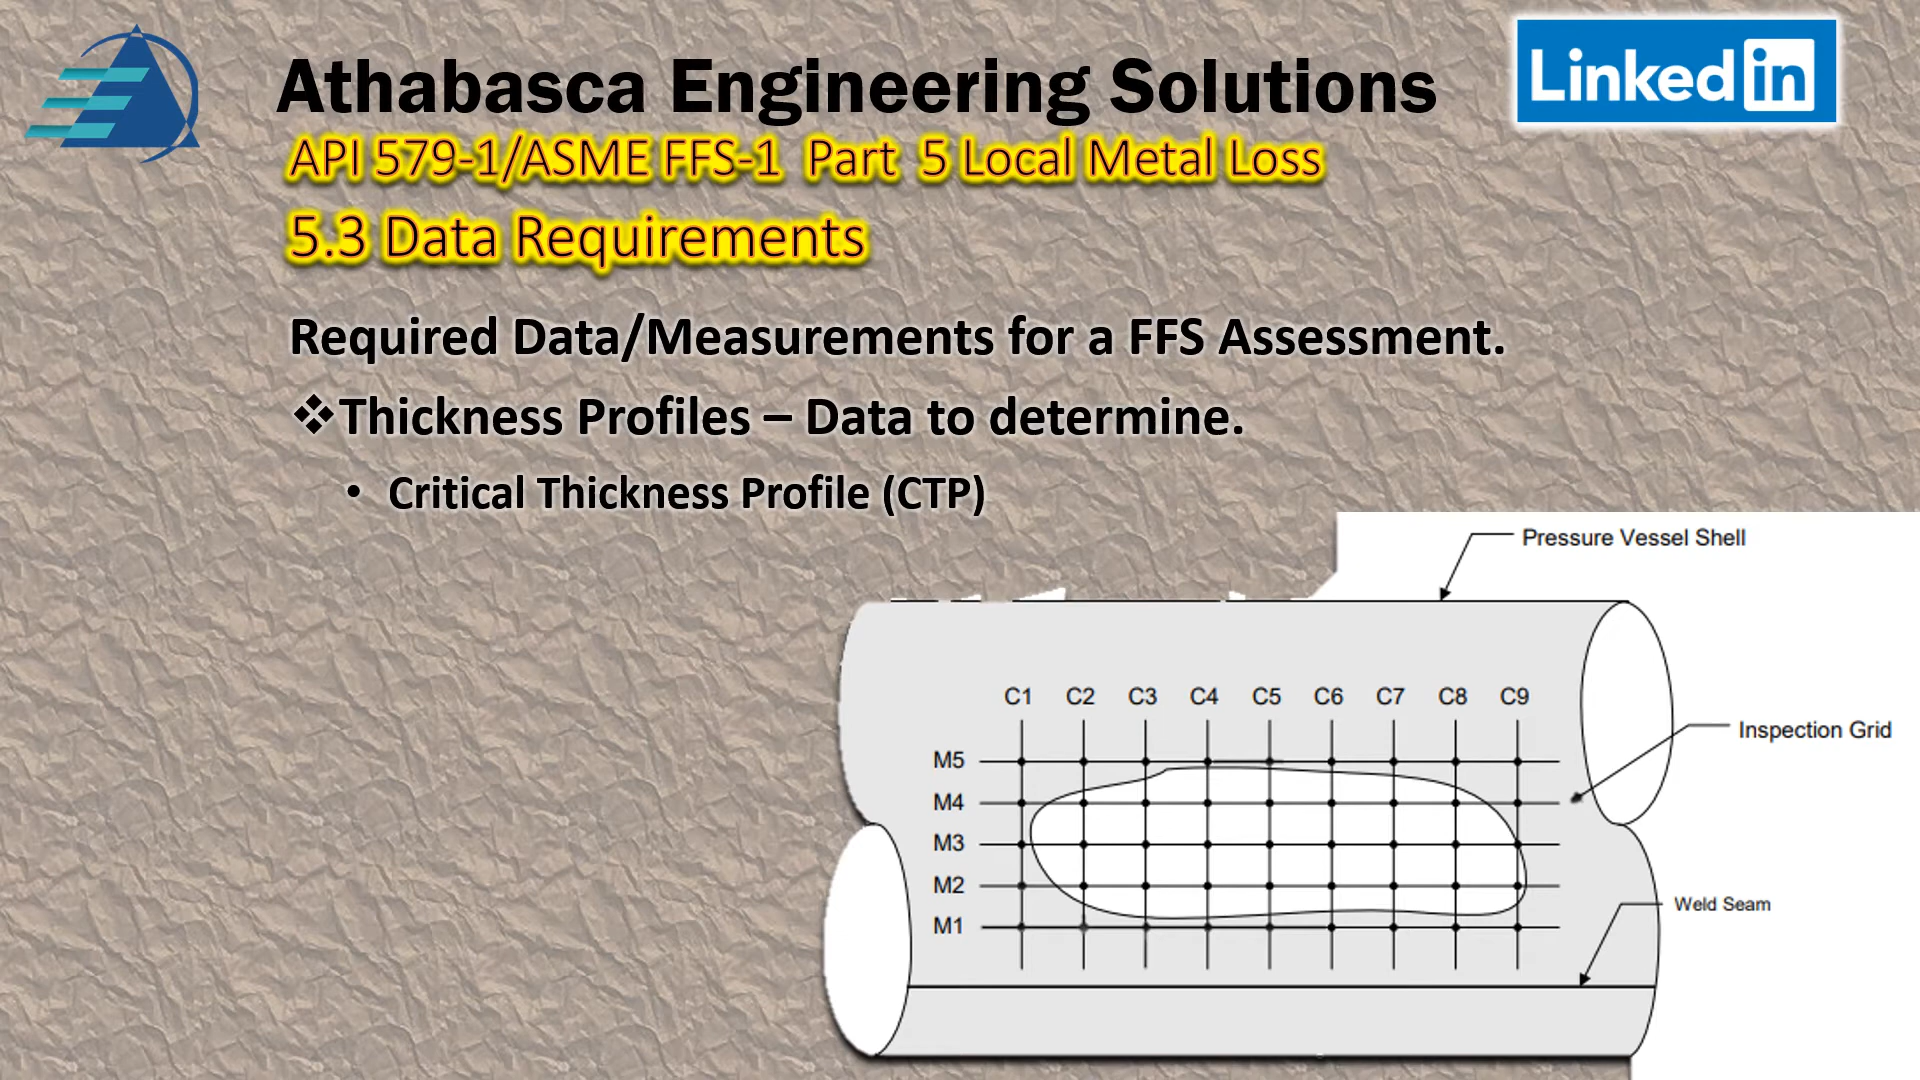 Athabasca Engineering Solutions
LinkedIn
API 579-1/ASME FFS-1 Part 5 Local Metal Loss
5.3 Data Requirements
Required Data/Measurements for a FFS Assessment.
❖Thickness Profiles – Data to determine.
• Critical Thickness Profile (CTP)
Pressure Vessel Shell
C1 C2 C3 C4 C5 C6 C7 C8 C9
Inspection Grid
M5
M4
M3
M2
M1
Weld Seam